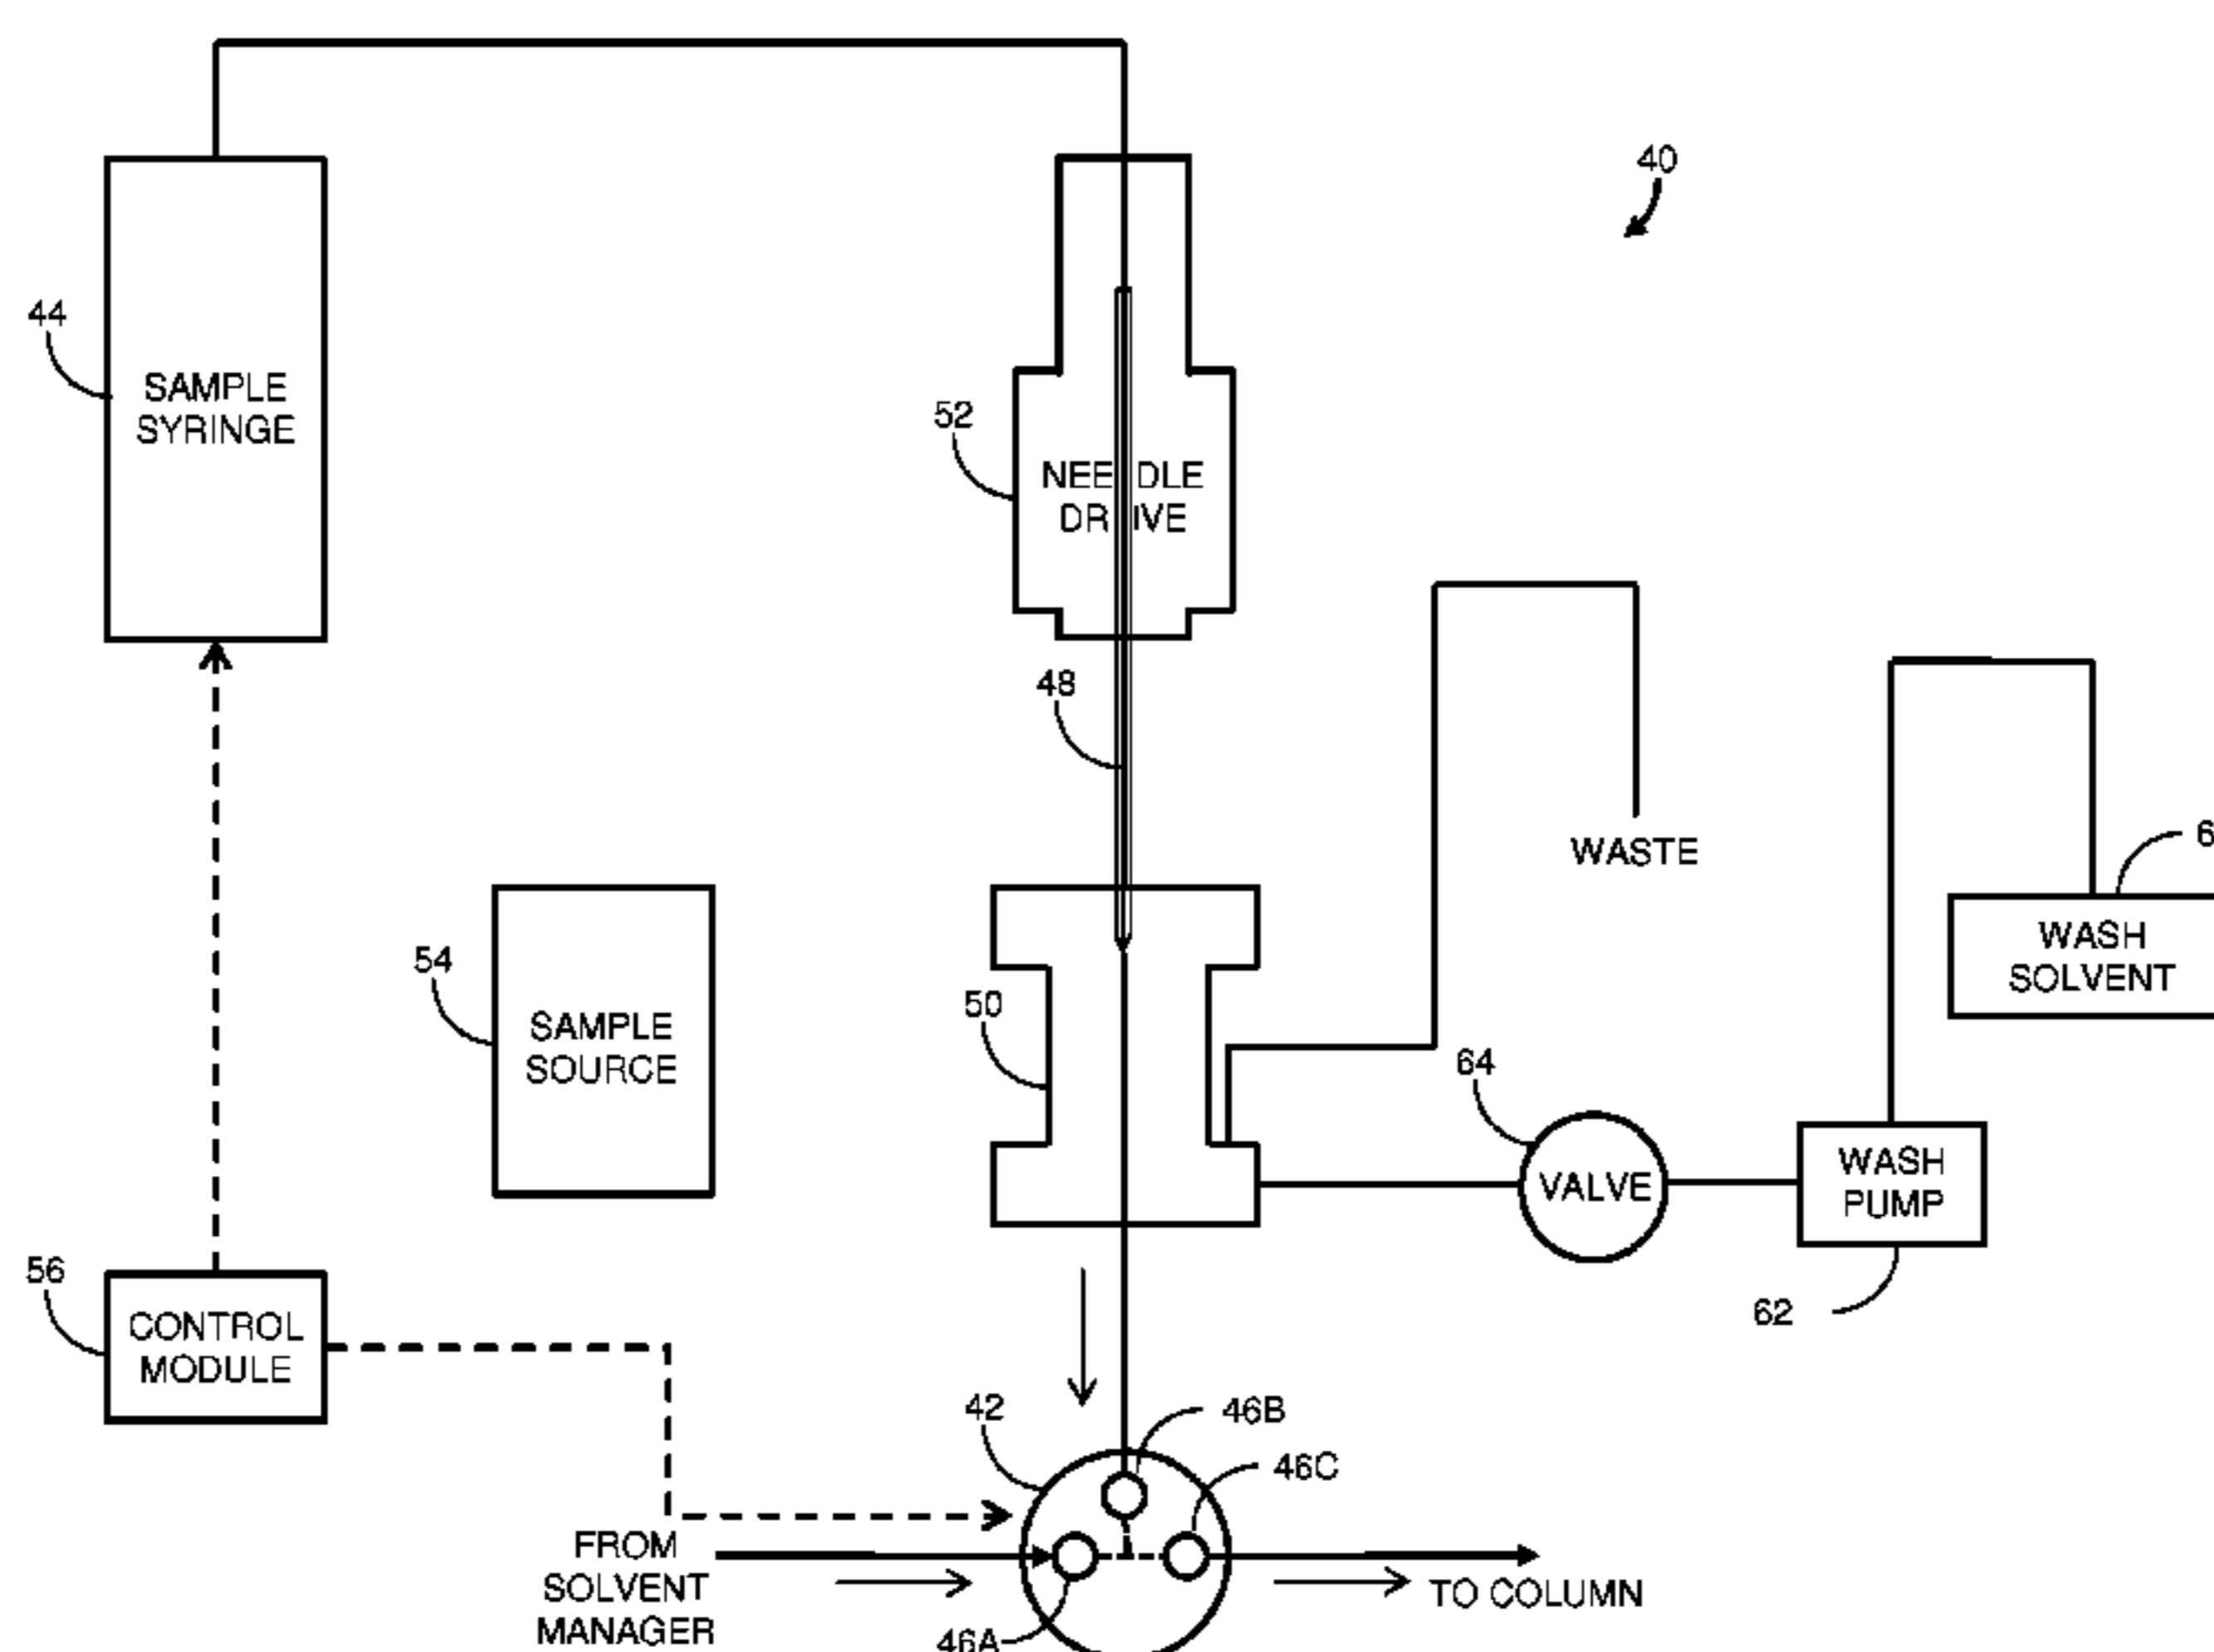 40
44
SAMPLE
SYRINGE
52
NEEDLE
DRIVE
48
WASTE
WASH
SOLVENT
54
SAMPLE
SOURCE
50
64
VALVE
WASH
PUMP
62
56
CONTROL
MODULE
42
46B
46C
FROM
SOLVENT
MANAGER
46A
TO COLUMN